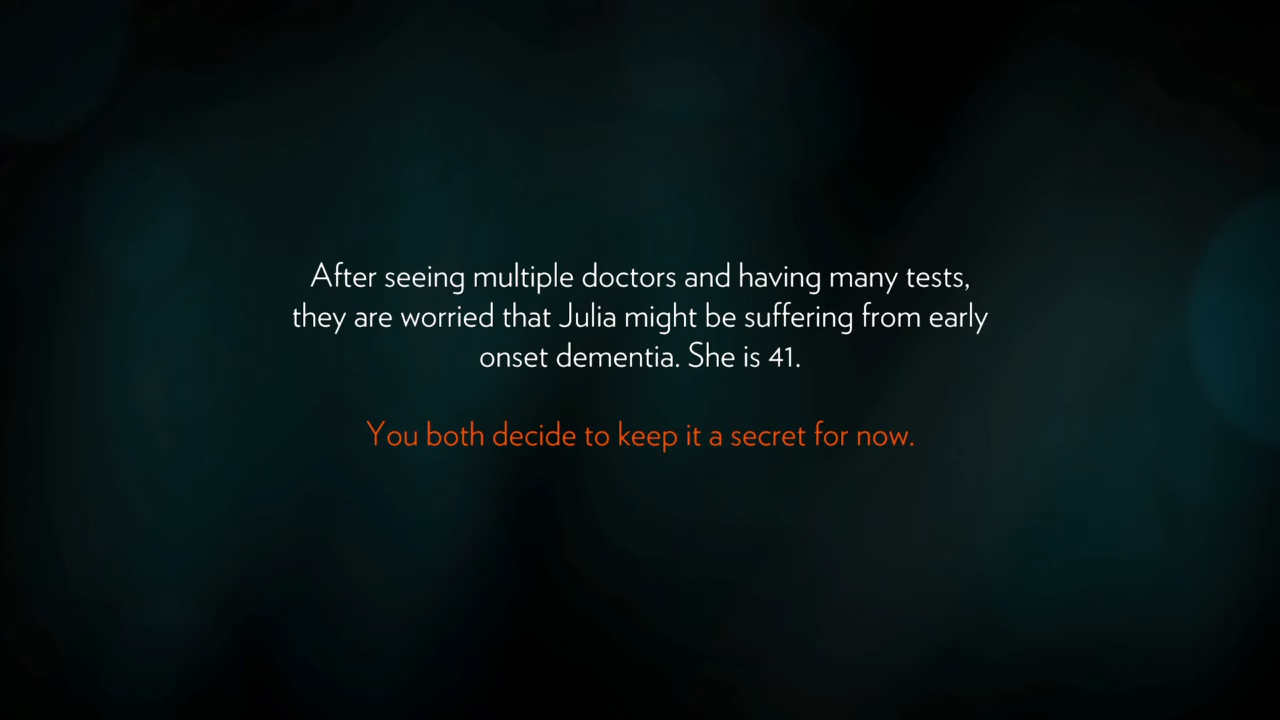 After seeing multiple doctors and having many tests,
they are worried that Julia might be suffering from early
onset dementia. She is 41.
You both decide to keep it a secret for now.